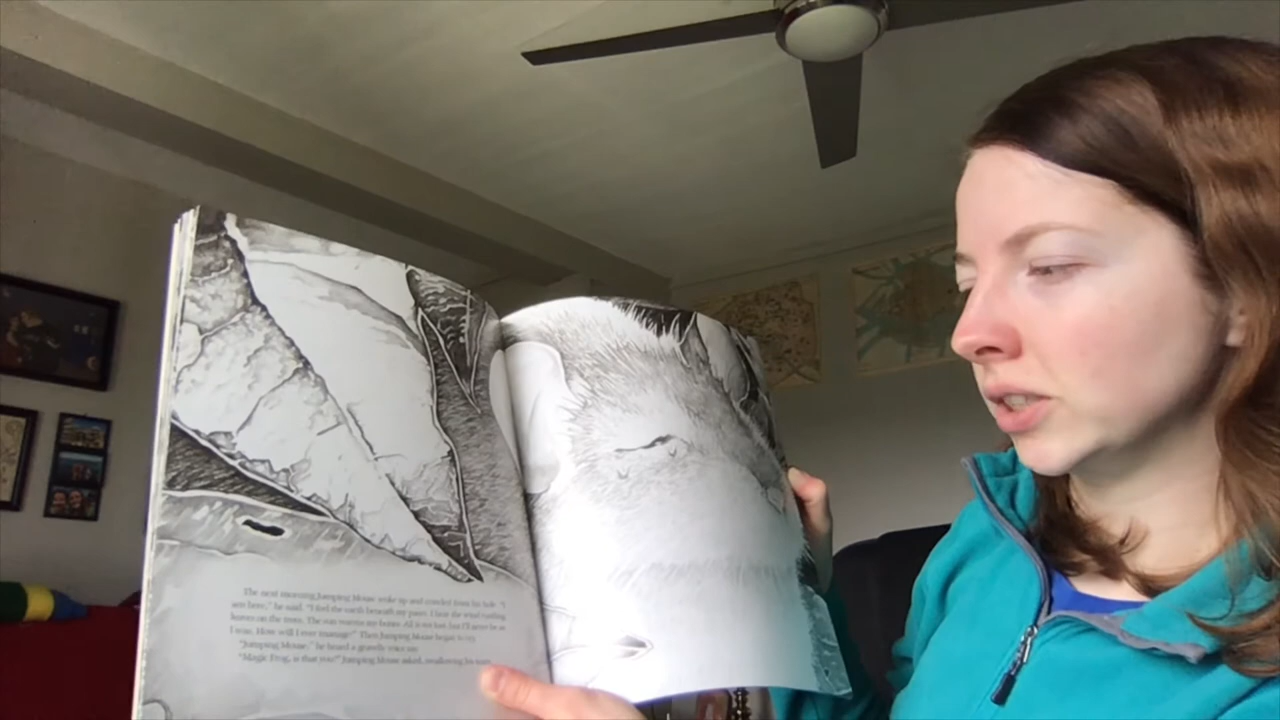 The next morning Jumping Mouse woke up and crawled from his hole. "I
am here," he said. "I feel the earth beneath my paws. I hear the wind rustling
leaves on the trees. The sun warms my bones. All is not lost, but I'll never be as
I was. How will I ever manage?" Then Jumping Mouse began to cry.
"Jumping Mouse," he heard a gravelly voice say.
"Magic Frog, is that you?" Jumping Mouse asked, swallowing his tears.